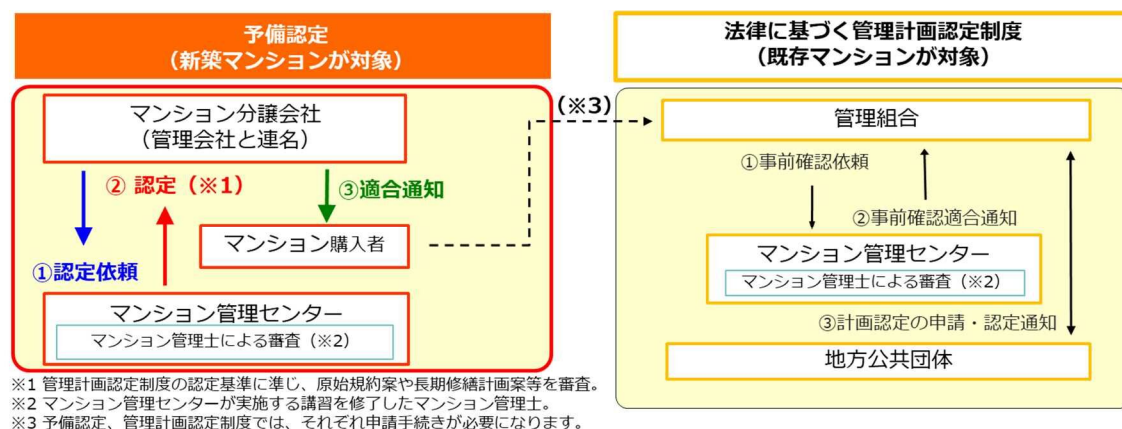 予備認定
（新築マンションが対象）
マンション分譲会社
（管理会社と連名）
② 認定（※1）
③適合通知
マンション購入者
①認定依頼
マンション管理センター
マンション管理士による審査（※2）
（※3）
法律に基づく管理計画認定制度
（既存マンションが対象）
管理組合
①事前確認依頼
②事前確認適合通知
マンション管理センター
マンション管理士による審査（※2）
③計画認定の申請・認定通知
地方公共団体
※1 管理計画認定制度の認定基準に準じ、原始規約案や長期修繕計画案等を審査。
※2 マンション管理センターが実施する講習を修了したマンション管理士。
※3 予備認定、管理計画認定制度では、それぞれ申請手続きが必要になります。